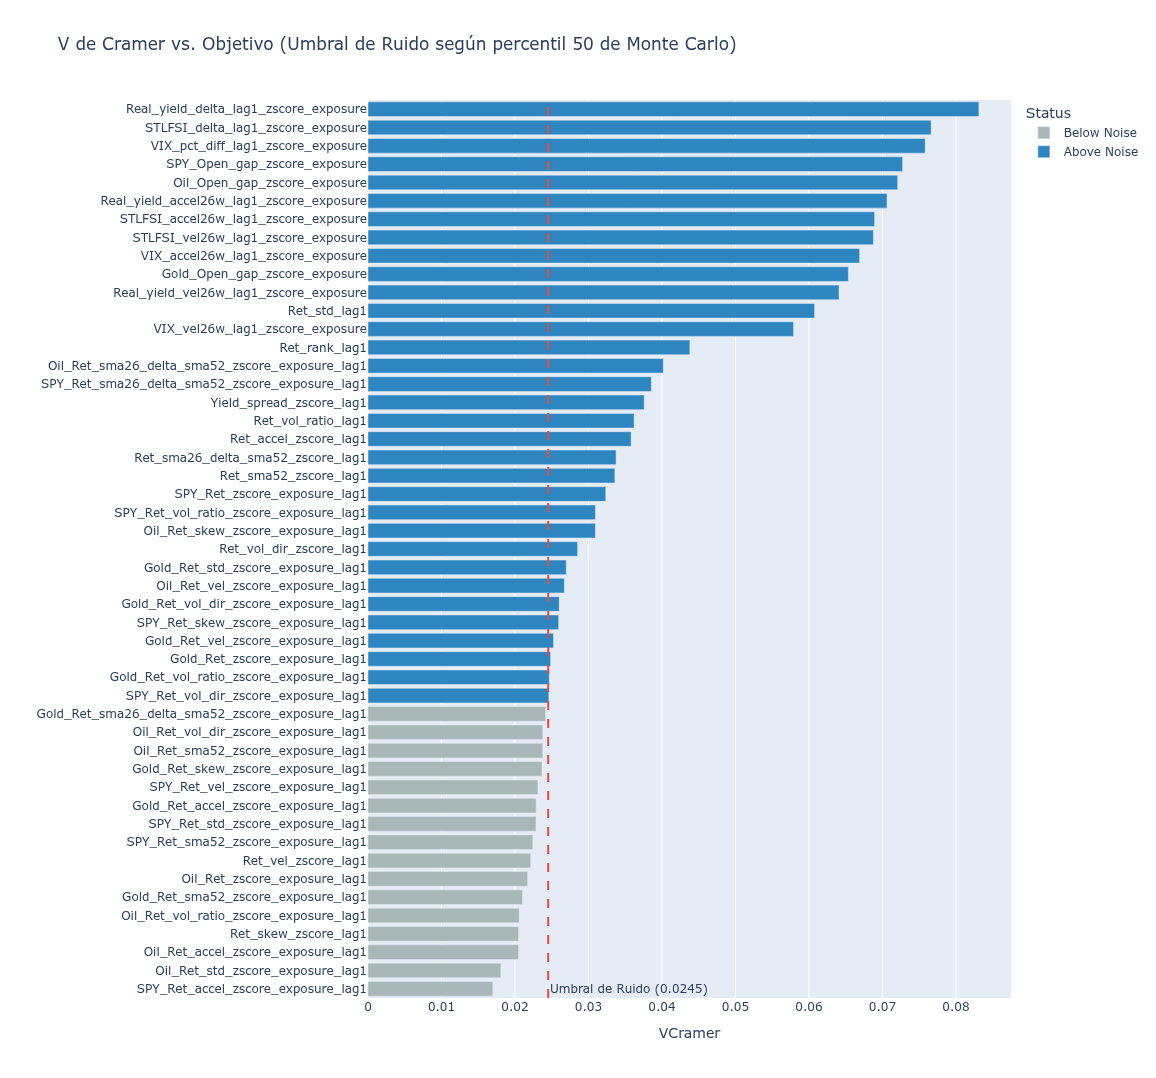 V de Cramer vs. Objetivo (Umbral de Ruido según percentil 50 de Monte Carlo)
Real_yield_delta_lag1_zscore_exposure
STLFSI_delta_lag1_zscore_exposure
VIX_pct_diff_lag1_zscore_exposure
SPY_Open_gap_zscore_exposure
Oil_Open_gap_zscore_exposure
Real_yield_accel26w_lag1_zscore_exposure
STLFSI_accel26w_lag1_zscore_exposure
STLFSI_vel26w_lag1_zscore_exposure
VIX_accel26w_lag1_zscore_exposure
Gold_Open_gap_zscore_exposure
Real_yield_vel26w_lag1_zscore_exposure
Ret_std_lag1
VIX_vel26w_lag1_zscore_exposure
Ret_rank_lag1
Oil_Ret_sma26_delta_sma52_zscore_exposure_lag1
SPY_Ret_sma26_delta_sma52_zscore_exposure_lag1
Yield_spread_zscore_lag1
Ret_vol_ratio_lag1
Ret_accel_zscore_lag1
Ret_sma26_delta_sma52_zscore_lag1
Ret_sma52_zscore_lag1
SPY_Ret_zscore_exposure_lag1
SPY_Ret_vol_ratio_zscore_exposure_lag1
Oil_Ret_skew_zscore_exposure_lag1
Ret_vol_dir_zscore_lag1
Gold_Ret_std_zscore_exposure_lag1
Oil_Ret_vel_zscore_exposure_lag1
Gold_Ret_vol_dir_zscore_exposure_lag1
SPY_Ret_skew_zscore_exposure_lag1
Gold_Ret_vel_zscore_exposure_lag1
Gold_Ret_zscore_exposure_lag1
Gold_Ret_vol_ratio_zscore_exposure_lag1
SPY_Ret_vol_dir_zscore_exposure_lag1
Gold_Ret_sma26_delta_sma52_zscore_exposure_lag1
Oil_Ret_vol_dir_zscore_exposure_lag1
Oil_Ret_sma52_zscore_exposure_lag1
Gold_Ret_skew_zscore_exposure_lag1
SPY_Ret_vel_zscore_exposure_lag1
Gold_Ret_accel_zscore_exposure_lag1
SPY_Ret_std_zscore_exposure_lag1
SPY_Ret_sma52_zscore_exposure_lag1
Ret_vel_zscore_lag1
Oil_Ret_zscore_exposure_lag1
Gold_Ret_sma52_zscore_exposure_lag1
Oil_Ret_vol_ratio_zscore_exposure_lag1
Ret_skew_zscore_lag1
Oil_Ret_accel_zscore_exposure_lag1
Oil_Ret_std_zscore_exposure_lag1
SPY_Ret_accel_zscore_exposure_lag1
Umbral de Ruido (0.0245)
0 0.01 0.02 0.03 0.04 0.05 0.06 0.07 0.08
VCramer
Status
Below Noise
Above Noise